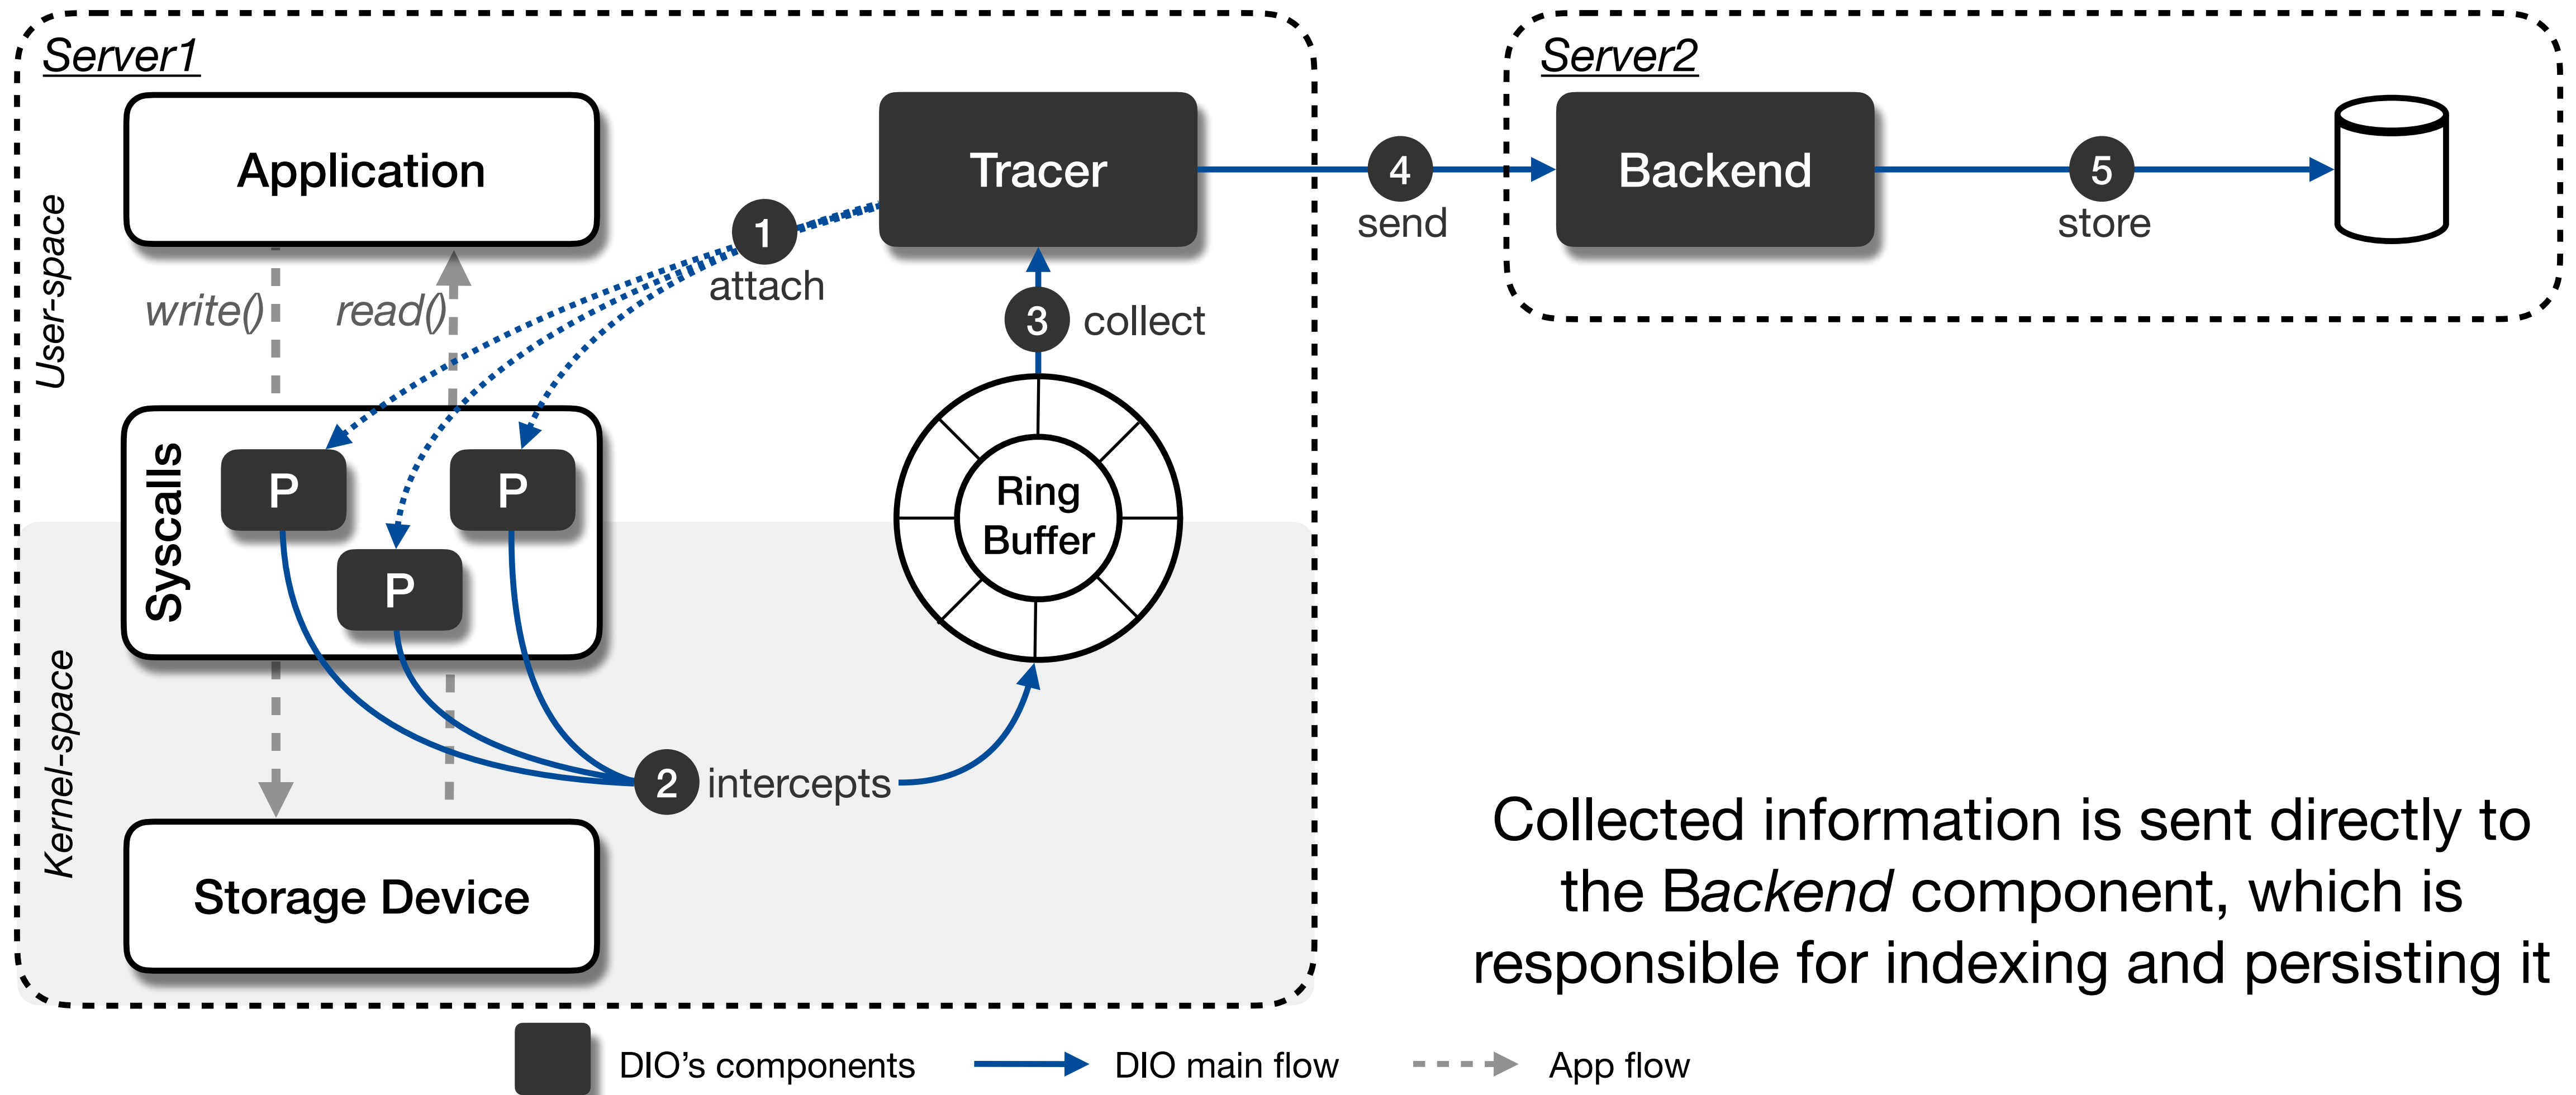 Server1
Server2
Application
Tracer
Backend
4
send
5
store
1
attach
User-space
write()
read()
3
collect
Syscalls
P
P
P
Ring
Buffer
Kernel-space
2
intercepts
Storage Device
Collected information is sent directly to
the Backend component, which is
responsible for indexing and persisting it
DIO's components
DIO main flow
App flow